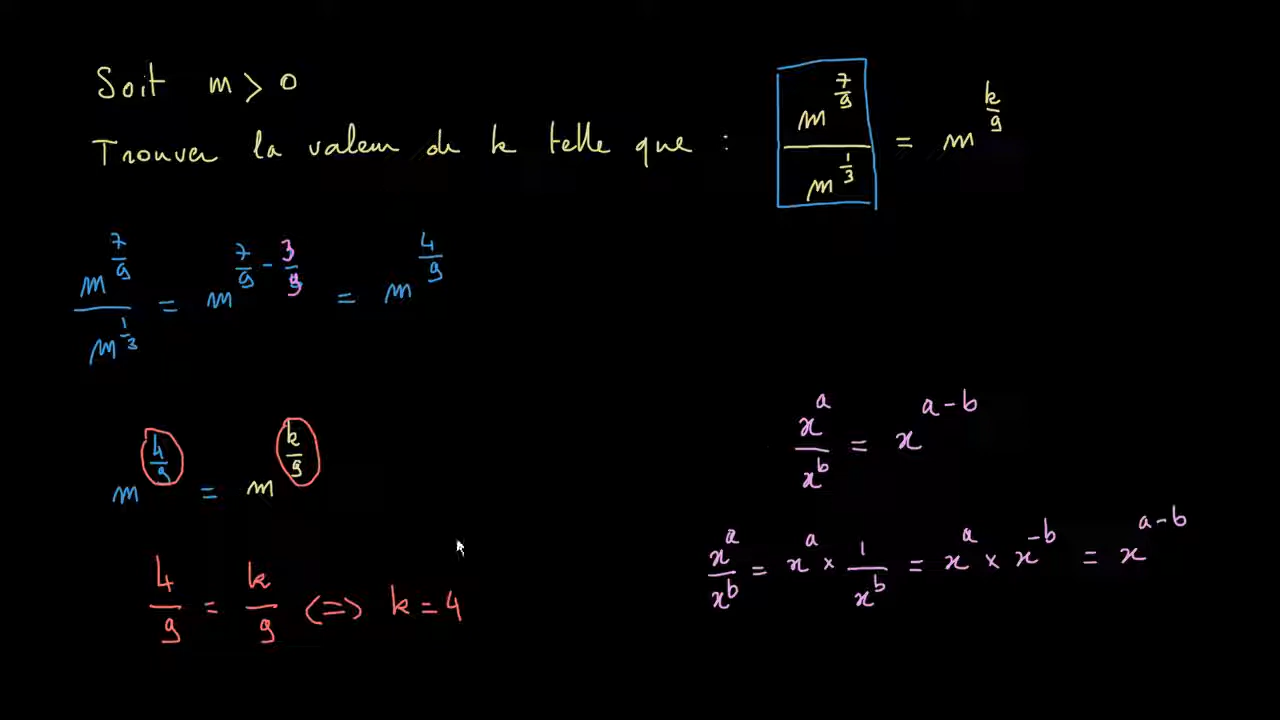 Soit m > 0
Trouver la valeur de k telle que : m^(7/9) / m^(1/3) = m^(k/9)
m^(7/9) / m^(1/3) = m^(7/9 - 3/9) = m^(4/9)
m^(4/9) = m^(k/9)
4/9 = k/9 <=> k = 4
x^a / x^b = x^(a-b)
x^a / x^b = x^a × 1 / x^b = x^a × x^(-b) = x^(a-b)